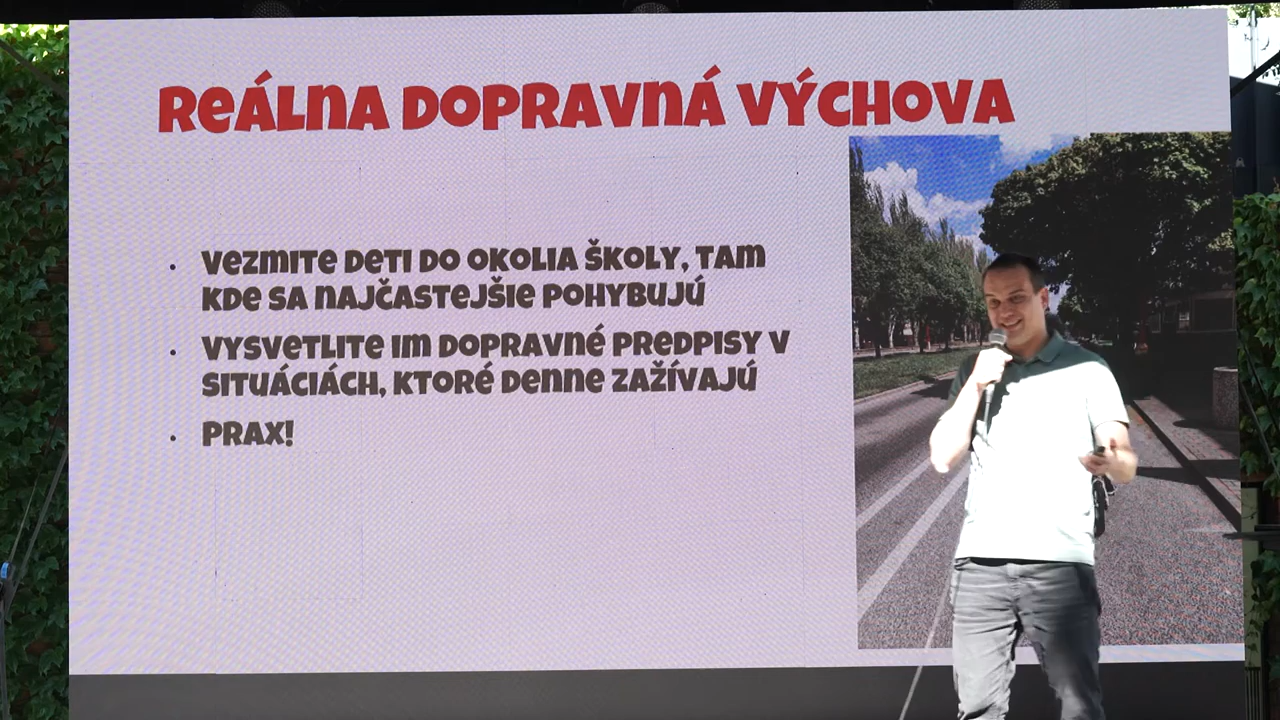 REÁLNA DOPRAVNÁ VÝCHOVA
• VEZMITE DETI DO OKOLIA ŠKOLY, TAM
KDE SA NAJČASTEJŠIE POHYBUJÚ
• VYSVETLITE IM DOPRAVNÉ PREDPISY V
SITUÁCIÁCH, KTORÉ DENNE ZAŽÍVAJÚ
• PRAX!